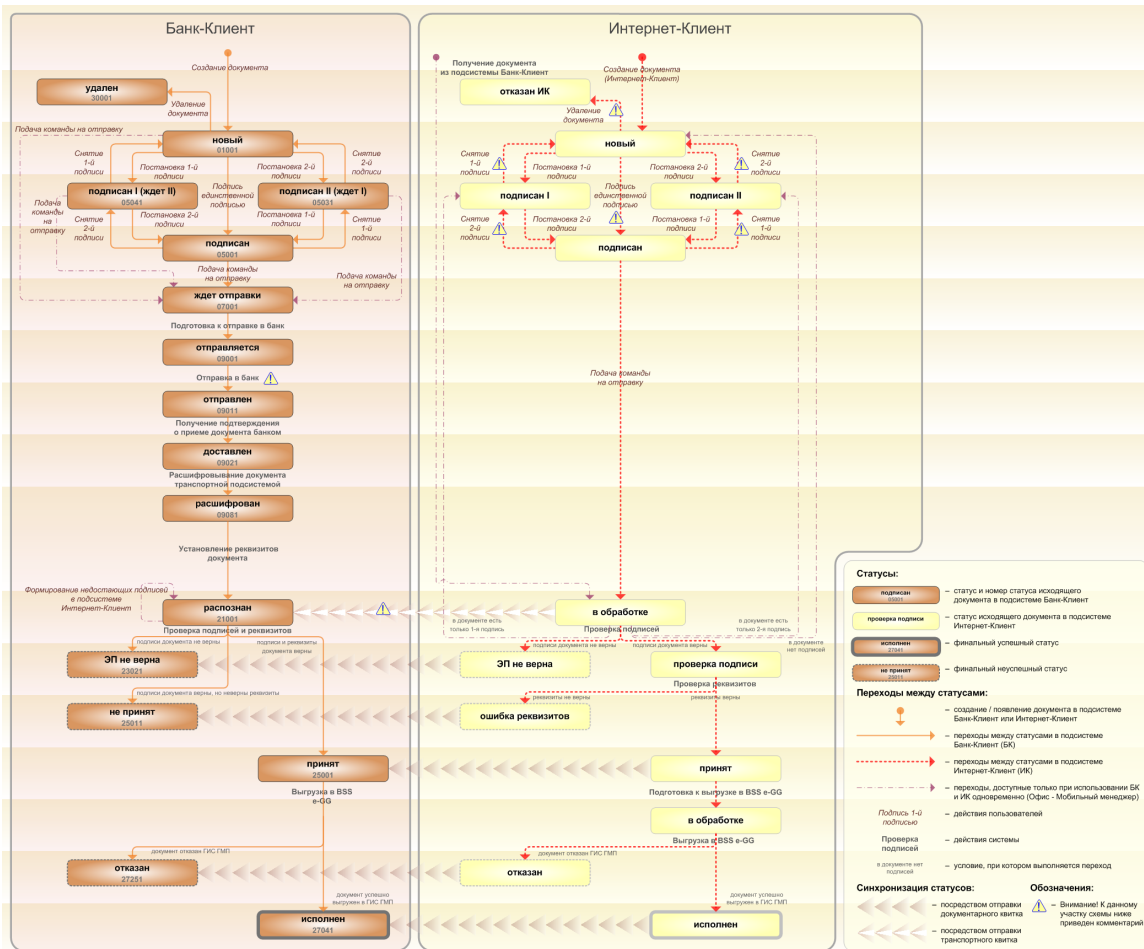 Банк-Клиент
Создание документа
удален
30001
Удаление
документа
Подача команды на отправку
новый
01001
Снятие
1-й
подписи
Постановка 1-й
подписи
Постановка 2-й
подписи
Снятие
2-й
подписи
подписан I (ждет II)
05041
Подпись
единственной
подписью
подписан II (ждет I)
05031
Подача
команды
на
отправку
Снятие
2-й
подписи
Постановка 2-й
подписи
Постановка 1-й
подписи
Снятие
1-й
подписи
подписан
05001
Подача команды
на отправку
Подача команды
на отправку
ждет отправки
07001
Подготовка к отправке в банк
отправляется
09001
Отправка в банк
отправлен
09011
Получение подтверждения
о приеме документа банком
доставлен
09021
Расшифровывание документа
транспортной подсистемой
расшифрован
09081
Установление реквизитов
документа
Формирование недостающих подписей
в подсистеме
Интернет-Клиент
распознан
21001
Проверка подписей и реквизитов
подписи документа не верны
подписи и реквизиты
документа верны
ЭП не верна
23021
подписи документа верны, но неверны реквизиты
не принят
25011
принят
25001
Выгрузка в BSS
e-GG
документ отказан ГИС ГМП
отказан
27251
документ успешно
выгружен в ГИС ГМП
исполнен
27041
Интернет-Клиент
Получение документа
из подсистемы Банк-Клиент
Создание документа
(Интернет-Клиент)
отказан ИК
Удаление
документа
новый
Снятие
1-й
подписи
Постановка 1-й
подписи
Постановка 2-й
подписи
Снятие
2-й
подписи
подписан I
Подпись
единственной
подписью
подписан II
Снятие
2-й
подписи
Постановка 2-й
подписи
Постановка 1-й
подписи
Снятие
1-й
подписи
подписан
Подача команды
на отправку
в обработке
в документе есть
только 1-я подпись
Проверка подписей
в документе есть
только 2-я подпись
в документе
нет подписей
подписи документа не верны
подписи документа верны
ЭП не верна
проверка подписи
Проверка реквизитов
реквизиты не верны
реквизиты верны
ошибка реквизитов
принят
Подготовка к выгрузке в BSS e-GG
в обработке
Выгрузка в BSS e-GG
документ отказан ГИС ГМП
отказан
документ успешно
выгружен в ГИС ГМП
исполнен
Статусы:
подписан
05001
– статус и номер статуса исходящего
документа в подсистеме Банк-Клиент
проверка подписи
– статус исходящего документа в подсистеме
Интернет-Клиент
исполнен
27041
– финальный успешный статус
не принят
25011
– финальный неуспешный статус
Переходы между статусами:
– создание / появление документа в подсистеме
Банк-Клиент или Интернет-Клиент
– переходы между статусами в подсистеме
Банк-Клиент (БК)
– переходы между статусами в подсистеме
Интернет-Клиент (ИК)
– переходы, доступные только при использовании БК
и ИК одновременно (Офис - Мобильный менеджер)
Подпись 1-й
подписью
– действия пользователей
Проверка
подписей
– действия системы
в документе нет
подписей
– условие, при котором выполняется переход
Синхронизация статусов:
– посредством отправки
документарного квитка
– посредством отправки
транспортного квитка
Обозначения:
– Внимание! К данному
участку схемы ниже
приведен комментарий